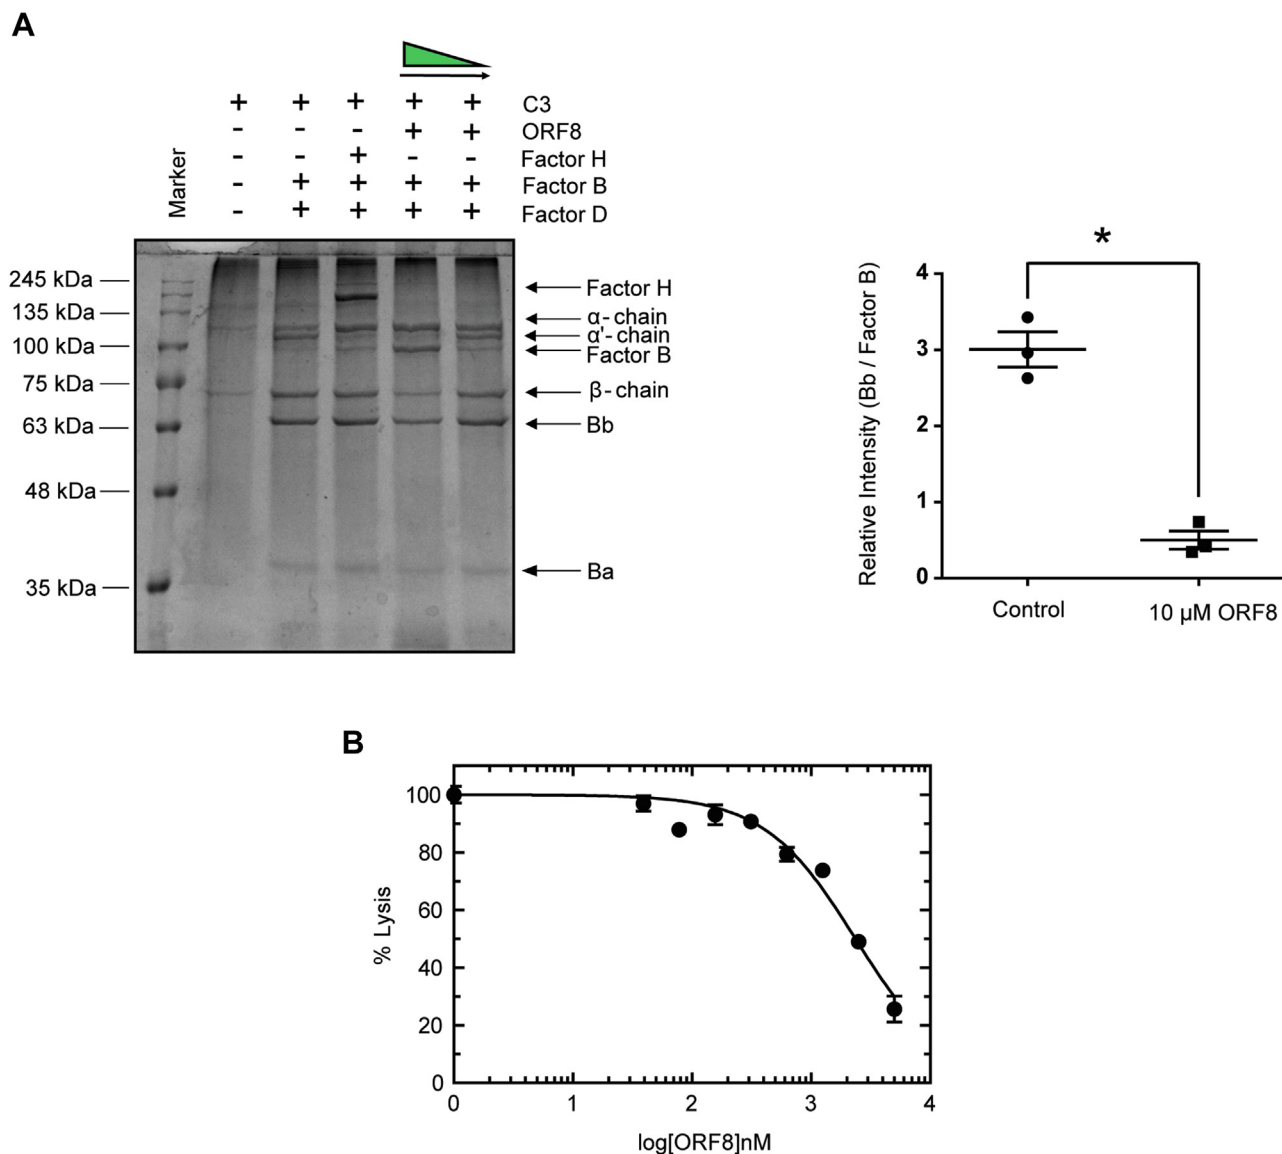 A
+ + + + + C3
- - - + + ORF8
- - + - - Factor H
- + + + + Factor B
- + + + + Factor D
Marker
245 kDa
135 kDa
100 kDa
75 kDa
63 kDa
48 kDa
35 kDa
Factor H
α-chain
α'-chain
Factor B
β-chain
Bb
Ba
*
Relative Intensity (Bb / Factor B)
4
3
2
1
0
Control
10 µM ORF8
B
% Lysis
100
80
60
40
20
0
0 1 2 3 4
log[ORF8]nM